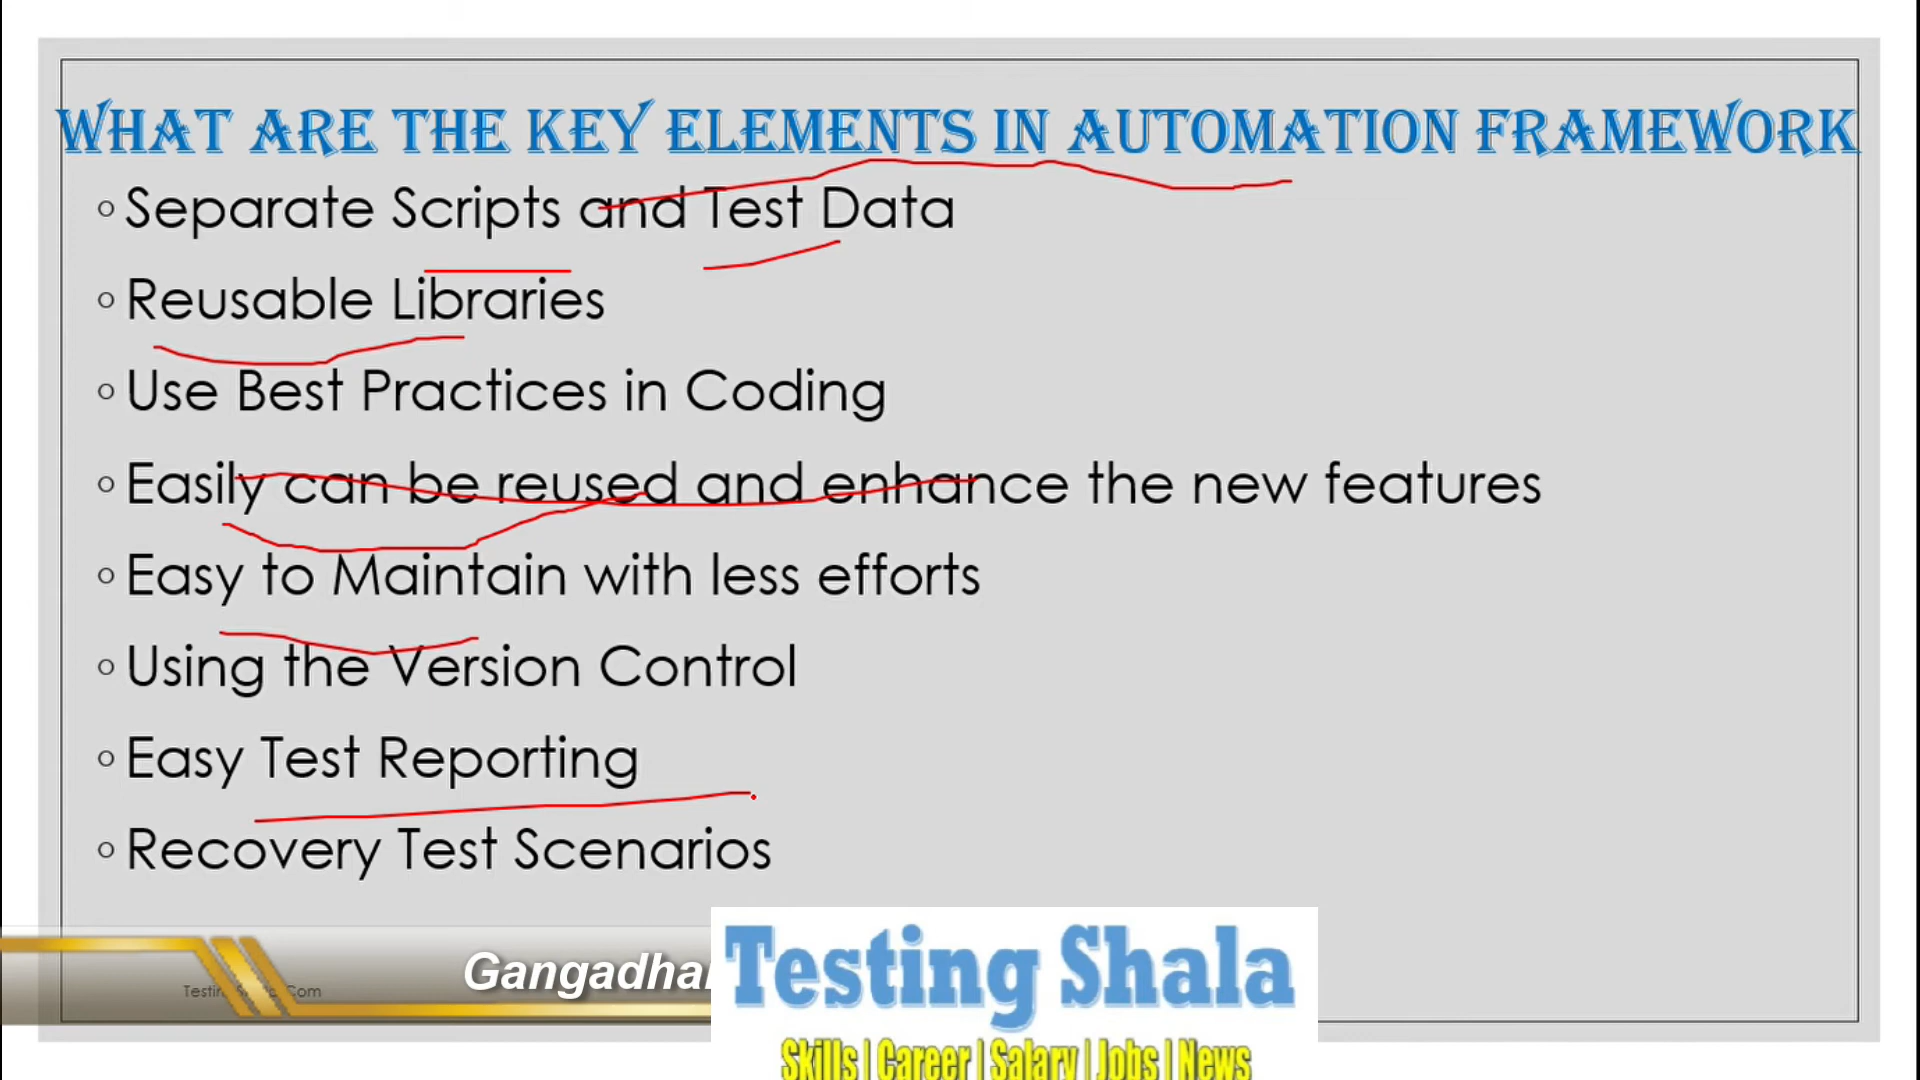 WHAT ARE THE KEY ELEMENTS IN AUTOMATION FRAMEWORK
Separate Scripts and Test Data
Reusable Libraries
Use Best Practices in Coding
Easily can be reused and enhance the new features
Easy to Maintain with less efforts
Using the Version Control
Easy Test Reporting
Recovery Test Scenarios
Testing Shala
Skills | Career | Salary | Jobs | News